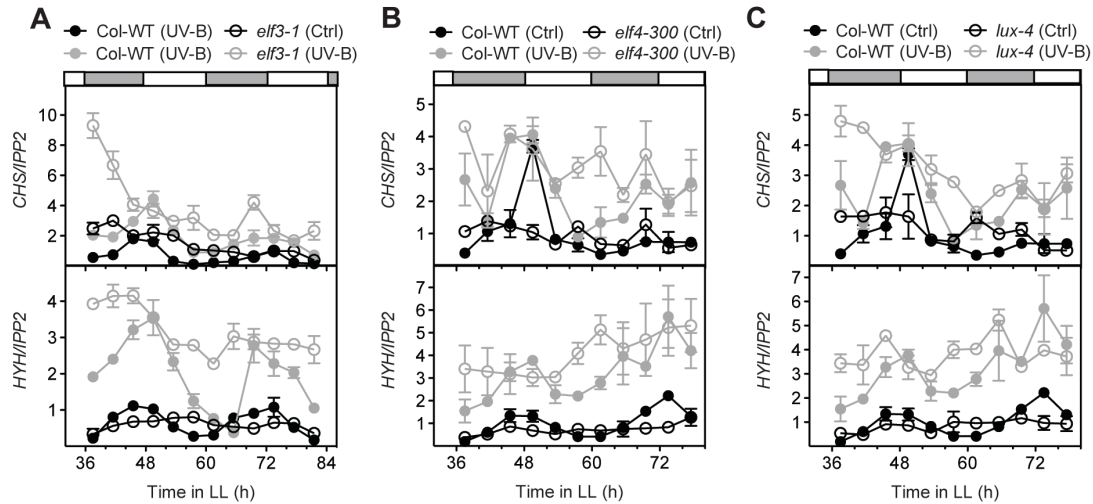 A
Col-WT (UV-B) elf3-1 (Ctrl)
Col-WT (UV-B) elf3-1 (UV-B)
CHS/IPP2
10
8
6
4
2
HYH/IPP2
4
3
2
1
36 48 60 72 84
Time in LL (h)
B
Col-WT (Ctrl) elf4-300 (Ctrl)
Col-WT (UV-B) elf4-300 (UV-B)
CHS/IPP2
5
4
3
2
1
HYH/IPP2
7
6
5
4
3
2
1
36 48 60 72
Time in LL (h)
C
Col-WT (Ctrl) lux-4 (Ctrl)
Col-WT (UV-B) lux-4 (UV-B)
CHS/IPP2
5
4
3
2
1
HYH/IPP2
7
6
5
4
3
2
1
36 48 60 72
Time in LL (h)